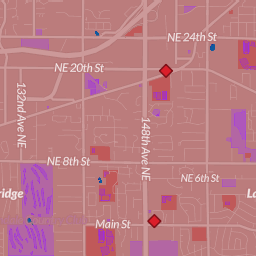 NE 24th St
NE 20th St
132nd Ave NE
148th Ave NE
NE 8th St
NE 6th St
ridge
La
Main St